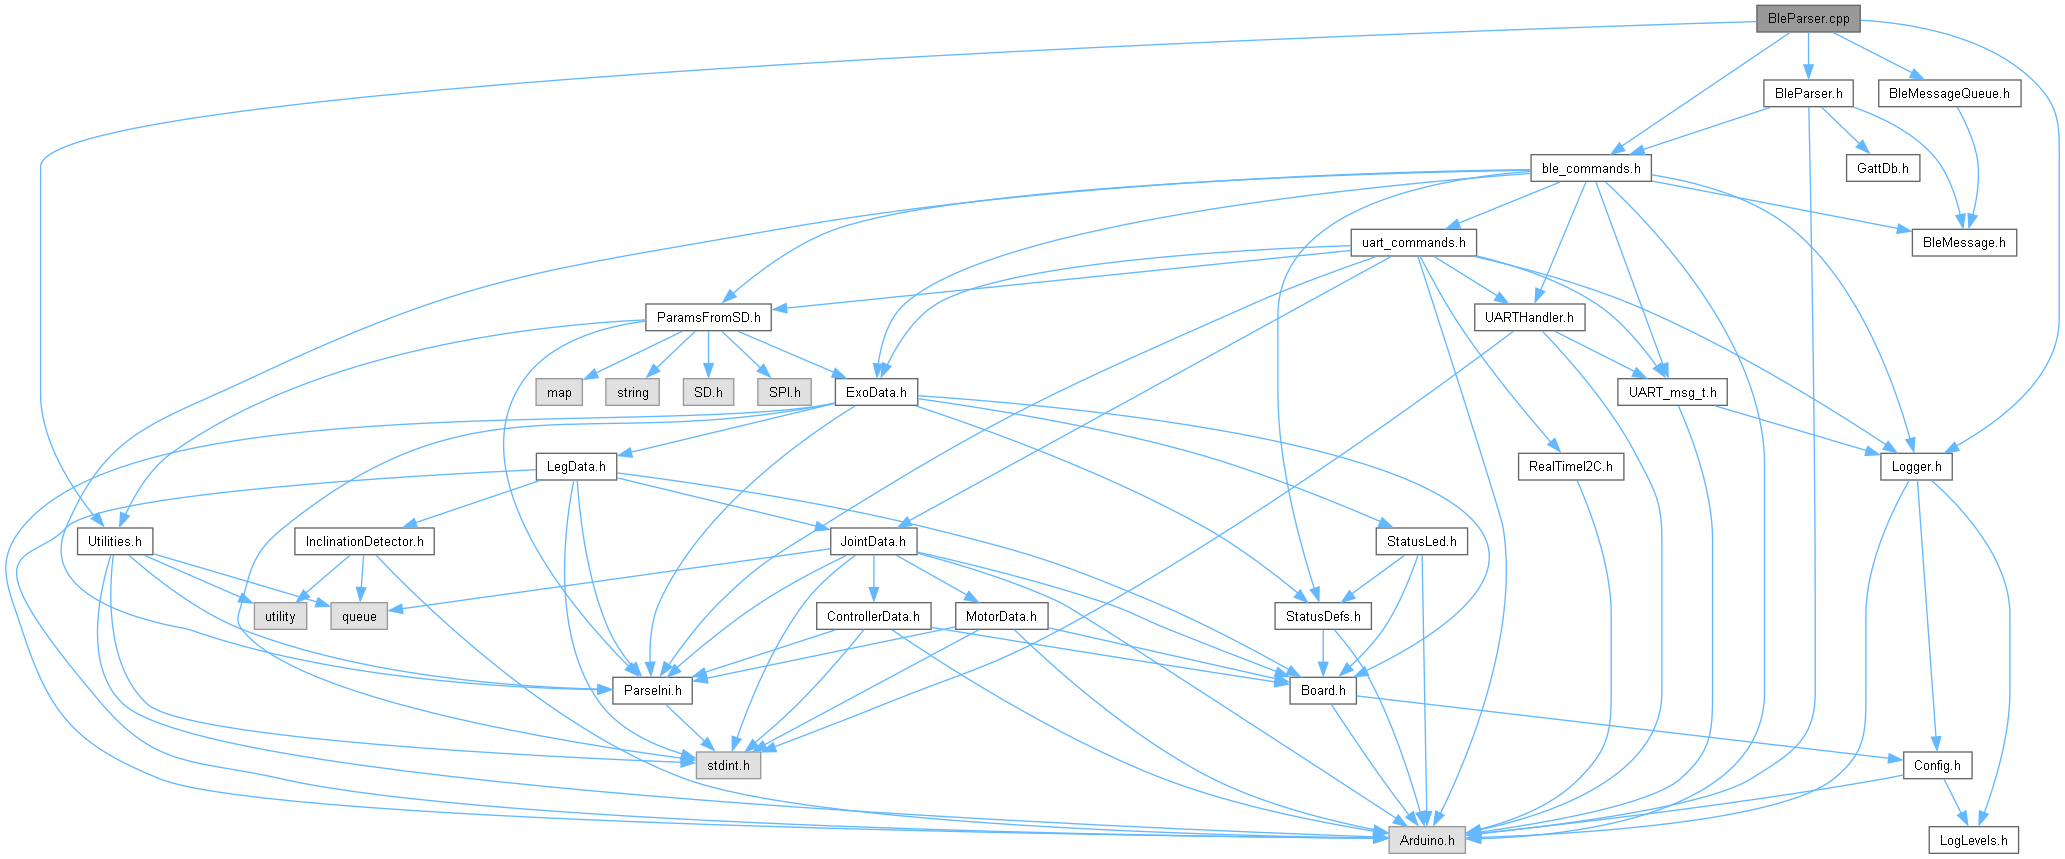 BleParser.cpp
BleParser.h
BleMessageQueue.h
ble_commands.h
GattDb.h
uart_commands.h
BleMessage.h
ParamsFromSD.h
UARTHandler.h
map
string
SD.h
SPI.h
ExoData.h
UART_msg_t.h
LegData.h
RealTimeI2C.h
Logger.h
Utilities.h
InclinationDetector.h
JointData.h
StatusLed.h
utility
queue
ControllerData.h
MotorData.h
StatusDefs.h
ParseIni.h
Board.h
stdint.h
Config.h
Arduino.h
LogLevels.h